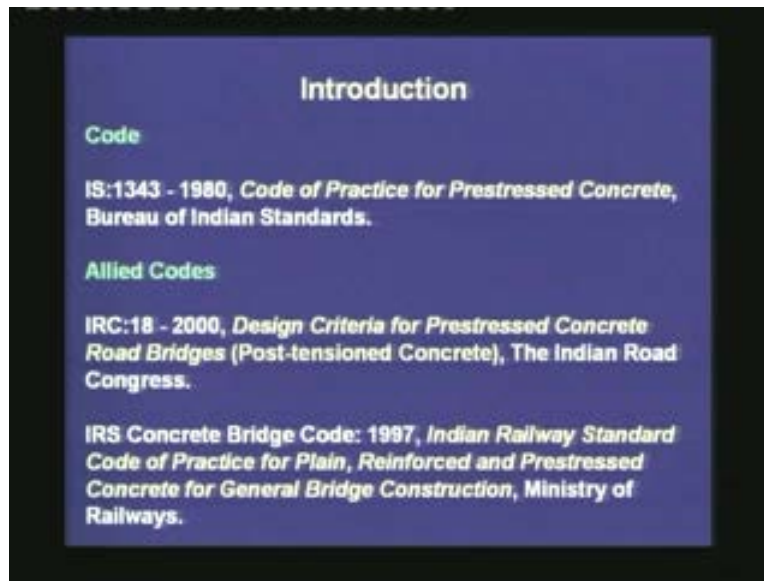 Introduction
Code
IS:1343 - 1980, Code of Practice for Prestressed Concrete,
Bureau of Indian Standards.
Allied Codes
IRC:18 - 2000, Design Criteria for Prestressed Concrete
Road Bridges (Post-tensioned Concrete), The Indian Road
Congress.
IRS Concrete Bridge Code: 1997, Indian Railway Standard
Code of Practice for Plain, Reinforced and Prestressed
Concrete for General Bridge Construction, Ministry of
Railways.